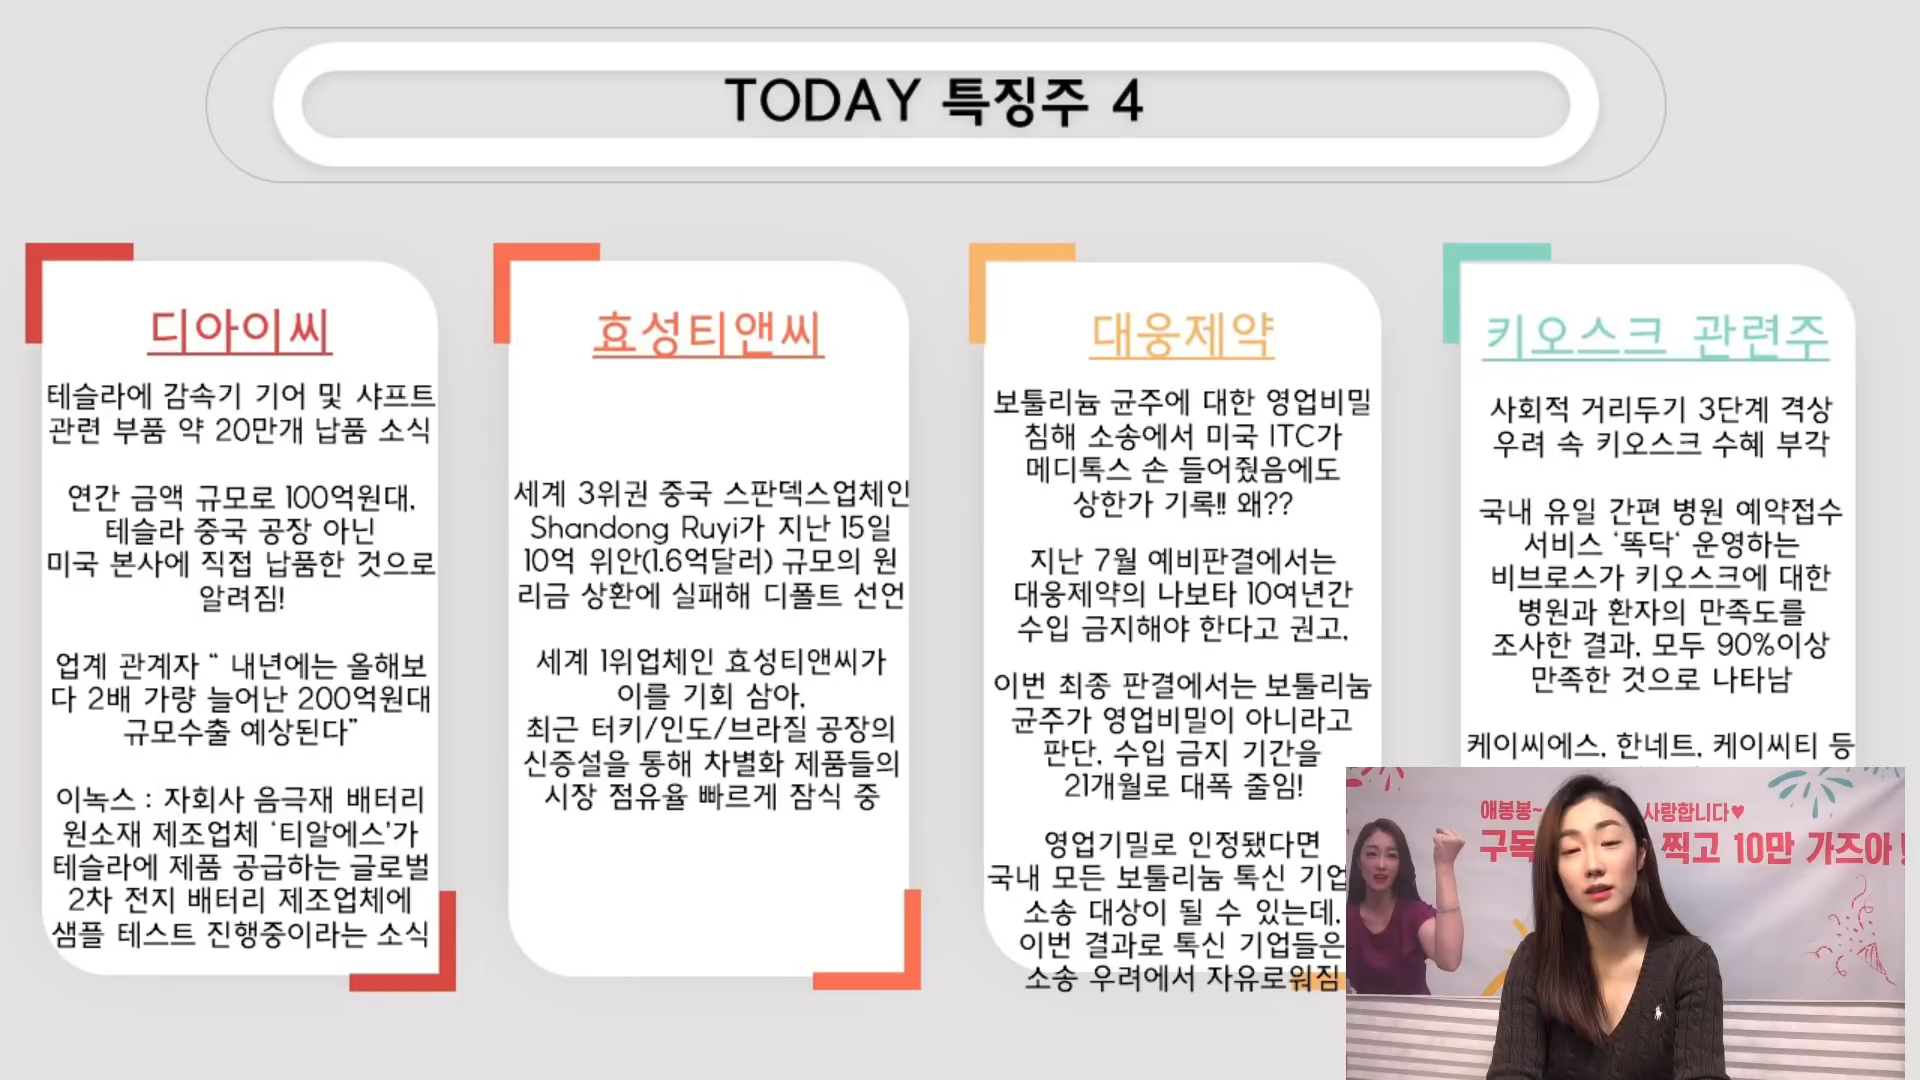 TODAY 특징주 4
디아이씨
테슬라에 감속기 기어 및 샤프트
관련 부품 약 20만개 납품 소식
연간 금액 규모로 100억원대,
테슬라 중국 공장 아닌
미국 본사에 직접 납품한 것으로
알려짐!
업계 관계자 “ 내년에는 올해보
다 2배 가량 늘어난 200억원대
규모수출 예상된다”
이녹스 : 자회사 음극재 배터리
원소재 제조업체 ‘티알에스’가
테슬라에 제품 공급하는 글로벌
2차 전지 배터리 제조업체에
샘플 테스트 진행중이라는 소식
효성티앤씨
세계 3위권 중국 스판덱스업체인
Shandong Ruyi가 지난 15일
10억 위안(1.6억달러) 규모의 원
리금 상환에 실패해 디폴트 선언
세계 1위업체인 효성티앤씨가
이를 기회 삼아,
최근 터키/인도/브라질 공장의
신증설을 통해 차별화 제품들의
시장 점유율 빠르게 잠식 중
대웅제약
보툴리눔 균주에 대한 영업비밀
침해 소송에서 미국 ITC가
메디톡스 손 들어줬음에도
상한가 기록!! 왜??
지난 7월 예비판결에서는
대웅제약의 나보타 10여년간
수입 금지해야 한다고 권고,
이번 최종 판결에서는 보툴리눔
균주가 영업비밀이 아니라고
판단, 수입 금지 기간을
21개월로 대폭 줄임!
영업기밀로 인정됐다면
국내 모든 보툴리눔 톡신 기업
소송 대상이 될 수 있는데,
이번 결과로 톡신 기업들은
소송 우려에서 자유로워짐
키오스크 관련주
사회적 거리두기 3단계 격상
우려 속 키오스크 수혜 부각
국내 유일 간편 병원 예약접수
서비스 ‘똑닥‘ 운영하는
비브로스가 키오스크에 대한
병원과 환자의 만족도를
조사한 결과, 모두 90%이상
만족한 것으로 나타남
케이씨에스, 한네트, 케이씨티 등
애봉봉~ 사랑합니다♥
구독 찍고 10만 가즈아!